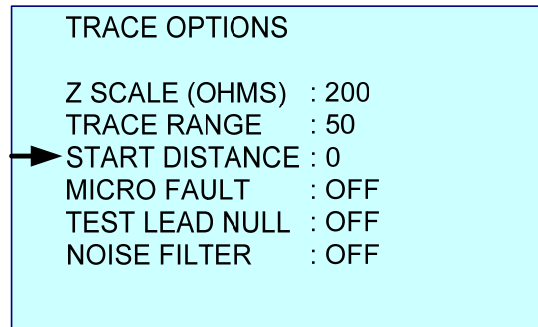 TRACE OPTIONS
Z SCALE (OHMS) : 200
TRACE RANGE : 50
START DISTANCE : 0
MICRO FAULT : OFF
TEST LEAD NULL : OFF
NOISE FILTER : OFF